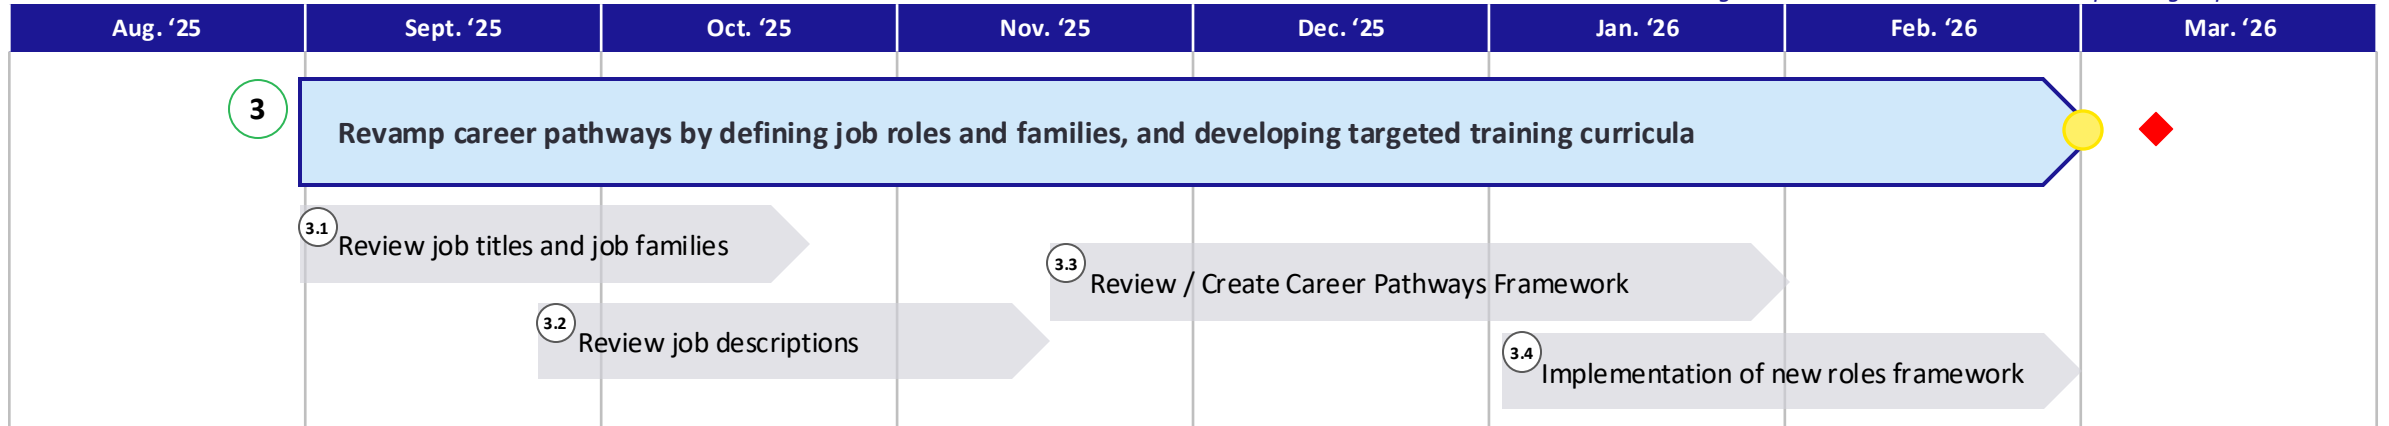 Aug. ‘25 Sept. ‘25 Oct. ‘25 Nov. ‘25 Dec. ‘25 Jan. ‘26 Feb. ‘26 Mar. ‘26
3
Revamp career pathways by defining job roles and families, and developing targeted training curricula
3.1
Review job titles and job families
3.3
Review / Create Career Pathways Framework
3.2
Review job descriptions
3.4
Implementation of new roles framework